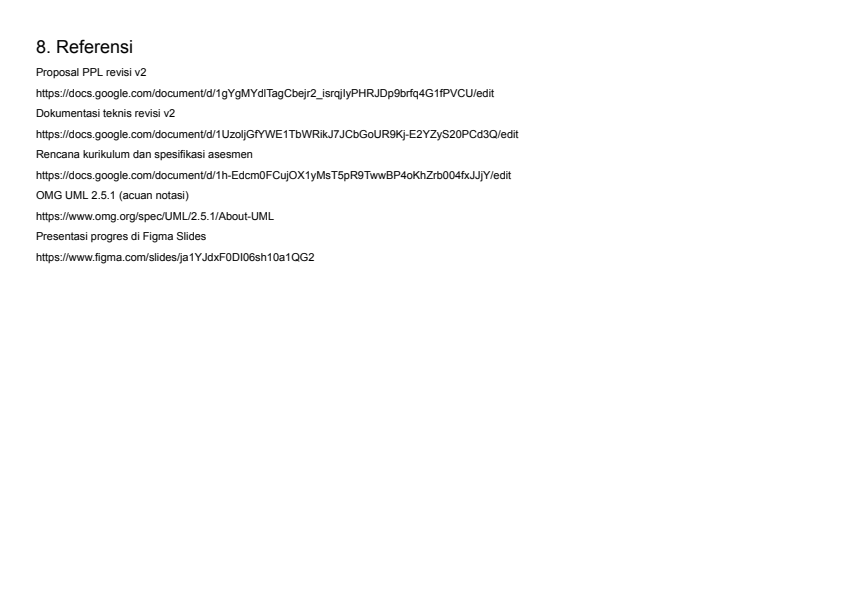 8. Referensi
Proposal PPL revisi v2
https://docs.google.com/document/d/1gYgMYdlTagCbejr2_isrqjIyPHRJDp9brfq4G1fPVCU/edit
Dokumentasi teknis revisi v2
https://docs.google.com/document/d/1UzoljGfYWE1TbWRikJ7JCbGoUR9Kj-E2YZyS20PCd3Q/edit
Rencana kurikulum dan spesifikasi asesmen
https://docs.google.com/document/d/1h-Edcm0FCujOX1yMsT5pR9TwwBP4oKhZrb004fxJJjY/edit
OMG UML 2.5.1 (acuan notasi)
https://www.omg.org/spec/UML/2.5.1/About-UML
Presentasi progres di Figma Slides
https://www.figma.com/slides/ja1YJdxF0DI06sh10a1QG2